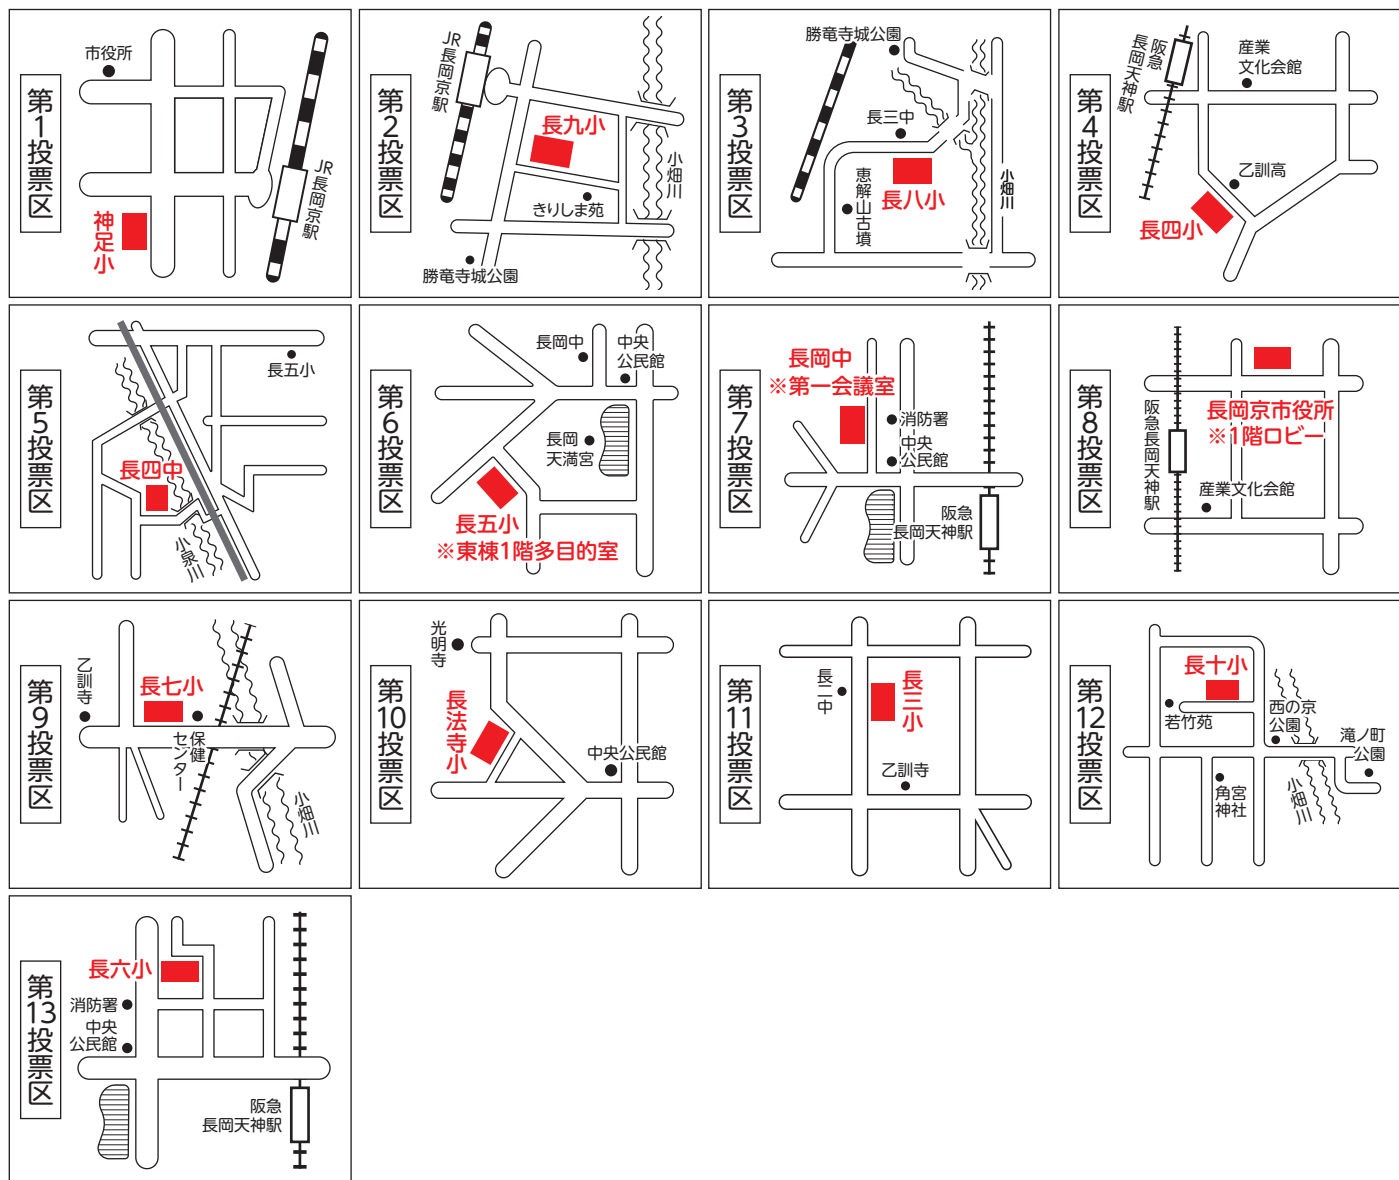 第1投票区
市役所
神足小
JR長岡京駅
第2投票区
JR長岡京駅
長九小
きりしま苑
小畑川
勝竜寺城公園
第3投票区
勝竜寺城公園
長三中
長八小
恵解山古墳
小畑川
第4投票区
阪急
長岡天神駅
産業
文化会館
乙訓高
長四小
第5投票区
長五小
長四中
小泉川
第6投票区
長岡中
中央
公民館
長岡
天満宮
長五小
※東棟1階多目的室
第7投票区
長岡中
※第一会議室
消防署
中央
公民館
阪急
長岡天神駅
第8投票区
長岡京市役所
※1階ロビー
阪急長岡天神駅
産業文化会館
第9投票区
乙訓寺
長七小
保健
センター
小畑川
第10投票区
光明寺
長法寺小
中央公民館
第11投票区
長二中
長三小
乙訓寺
第12投票区
長十小
若竹苑
西の京
公園
滝ノ町
公園
角宮
神社
小畑川
第13投票区
長六小
消防署
中央
公民館
阪急
長岡天神駅